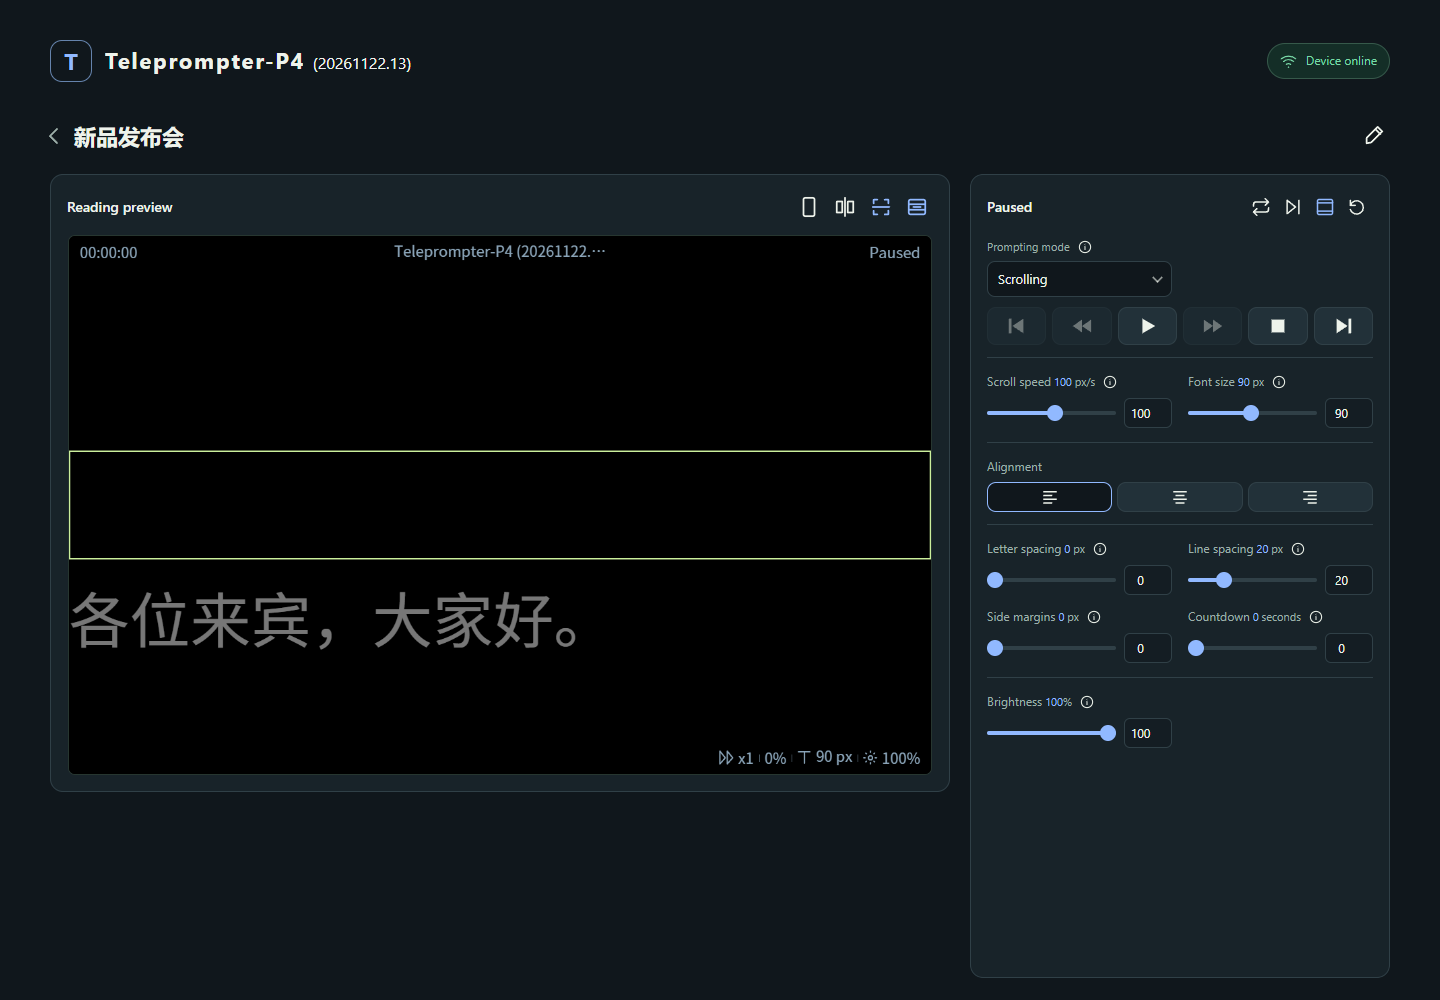 T Teleprompter-P4 (20261122.13)
Device online
新品发布会
Reading preview
00:00:00 Teleprompter-P4 (20261122.··· Paused
各位来宾，大家好。
x1 0% 90 px 100%
Paused
Prompting mode
Scrolling
Scroll speed 100 px/s Font size 90 px
100 90
Alignment
Letter spacing 0 px Line spacing 20 px
0 20
Side margins 0 px Countdown 0 seconds
0 0
Brightness 100%
100